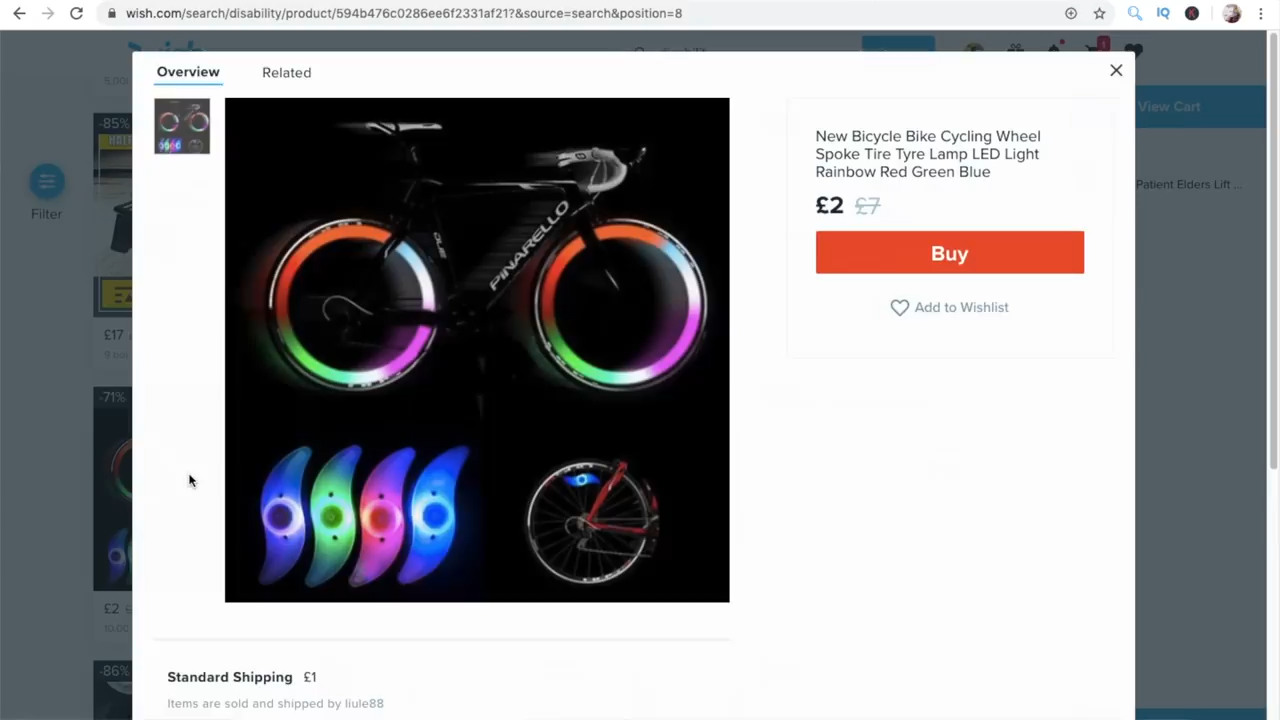 wish.com/search/disability/product/594b476c0286ee6f2331af21?&source=search&position=8
Overview
Related
View Cart
-85%
New Bicycle Bike Cycling Wheel
Spoke Tire Tyre Lamp LED Light
Rainbow Red Green Blue
Patient Elders Lift ...
Filter
£2 £7
PINARELLO
Buy
Add to Wishlist
£17
-71%
£2
-86%
Standard Shipping £1
Items are sold and shipped by liule88